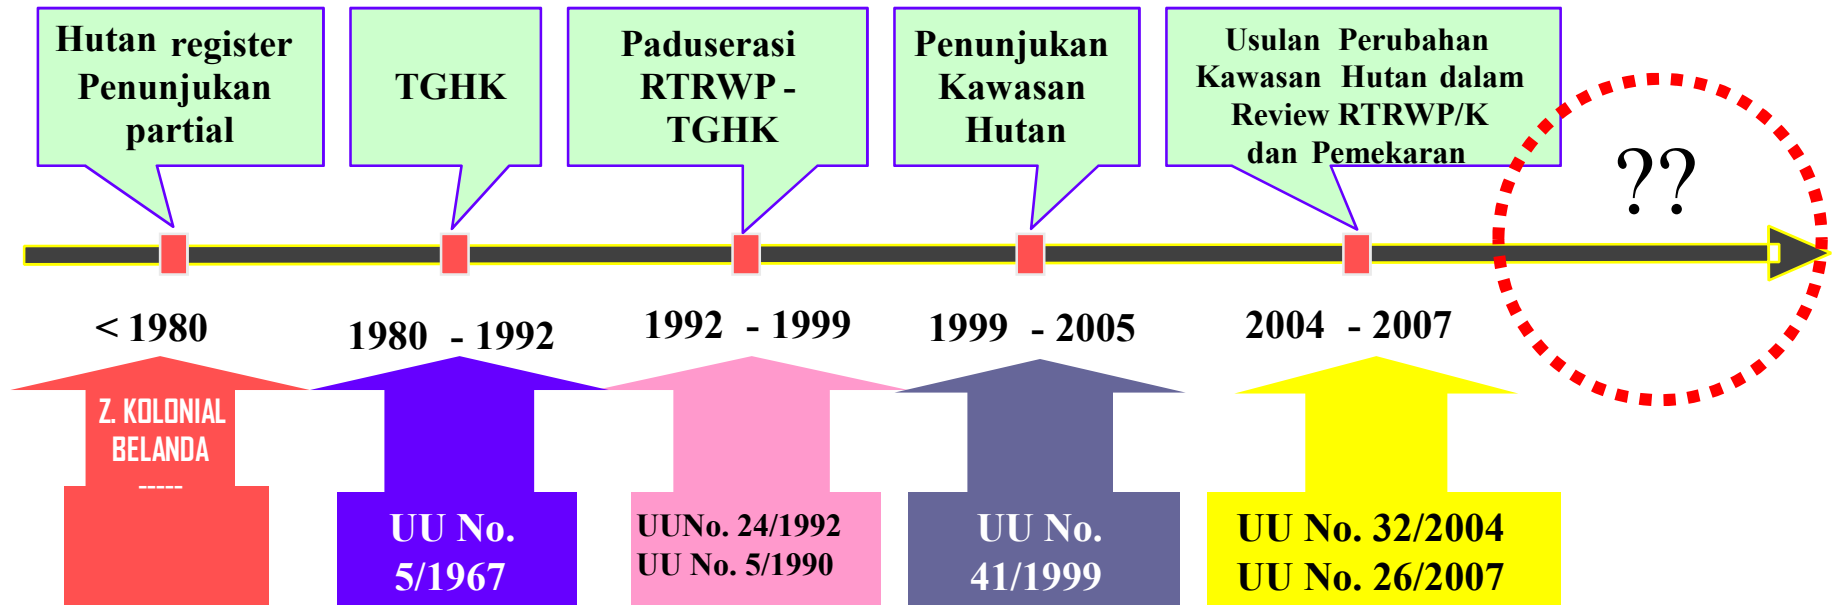 Hutan register
Penunjukan
partial
TGHK
Paduserasi
RTRWP -
TGHK
Penunjukan
Kawasan
Hutan
Usulan Perubahan
Kawasan Hutan dalam
Review RTRWP/K
dan Pemekaran
??
< 1980
1980 - 1992
1992 - 1999
1999 - 2005
2004 - 2007
Z. KOLONIAL
BELANDA
-----
UU No.
5/1967
UUNo. 24/1992
UU No. 5/1990
UU No.
41/1999
UU No. 32/2004
UU No. 26/2007